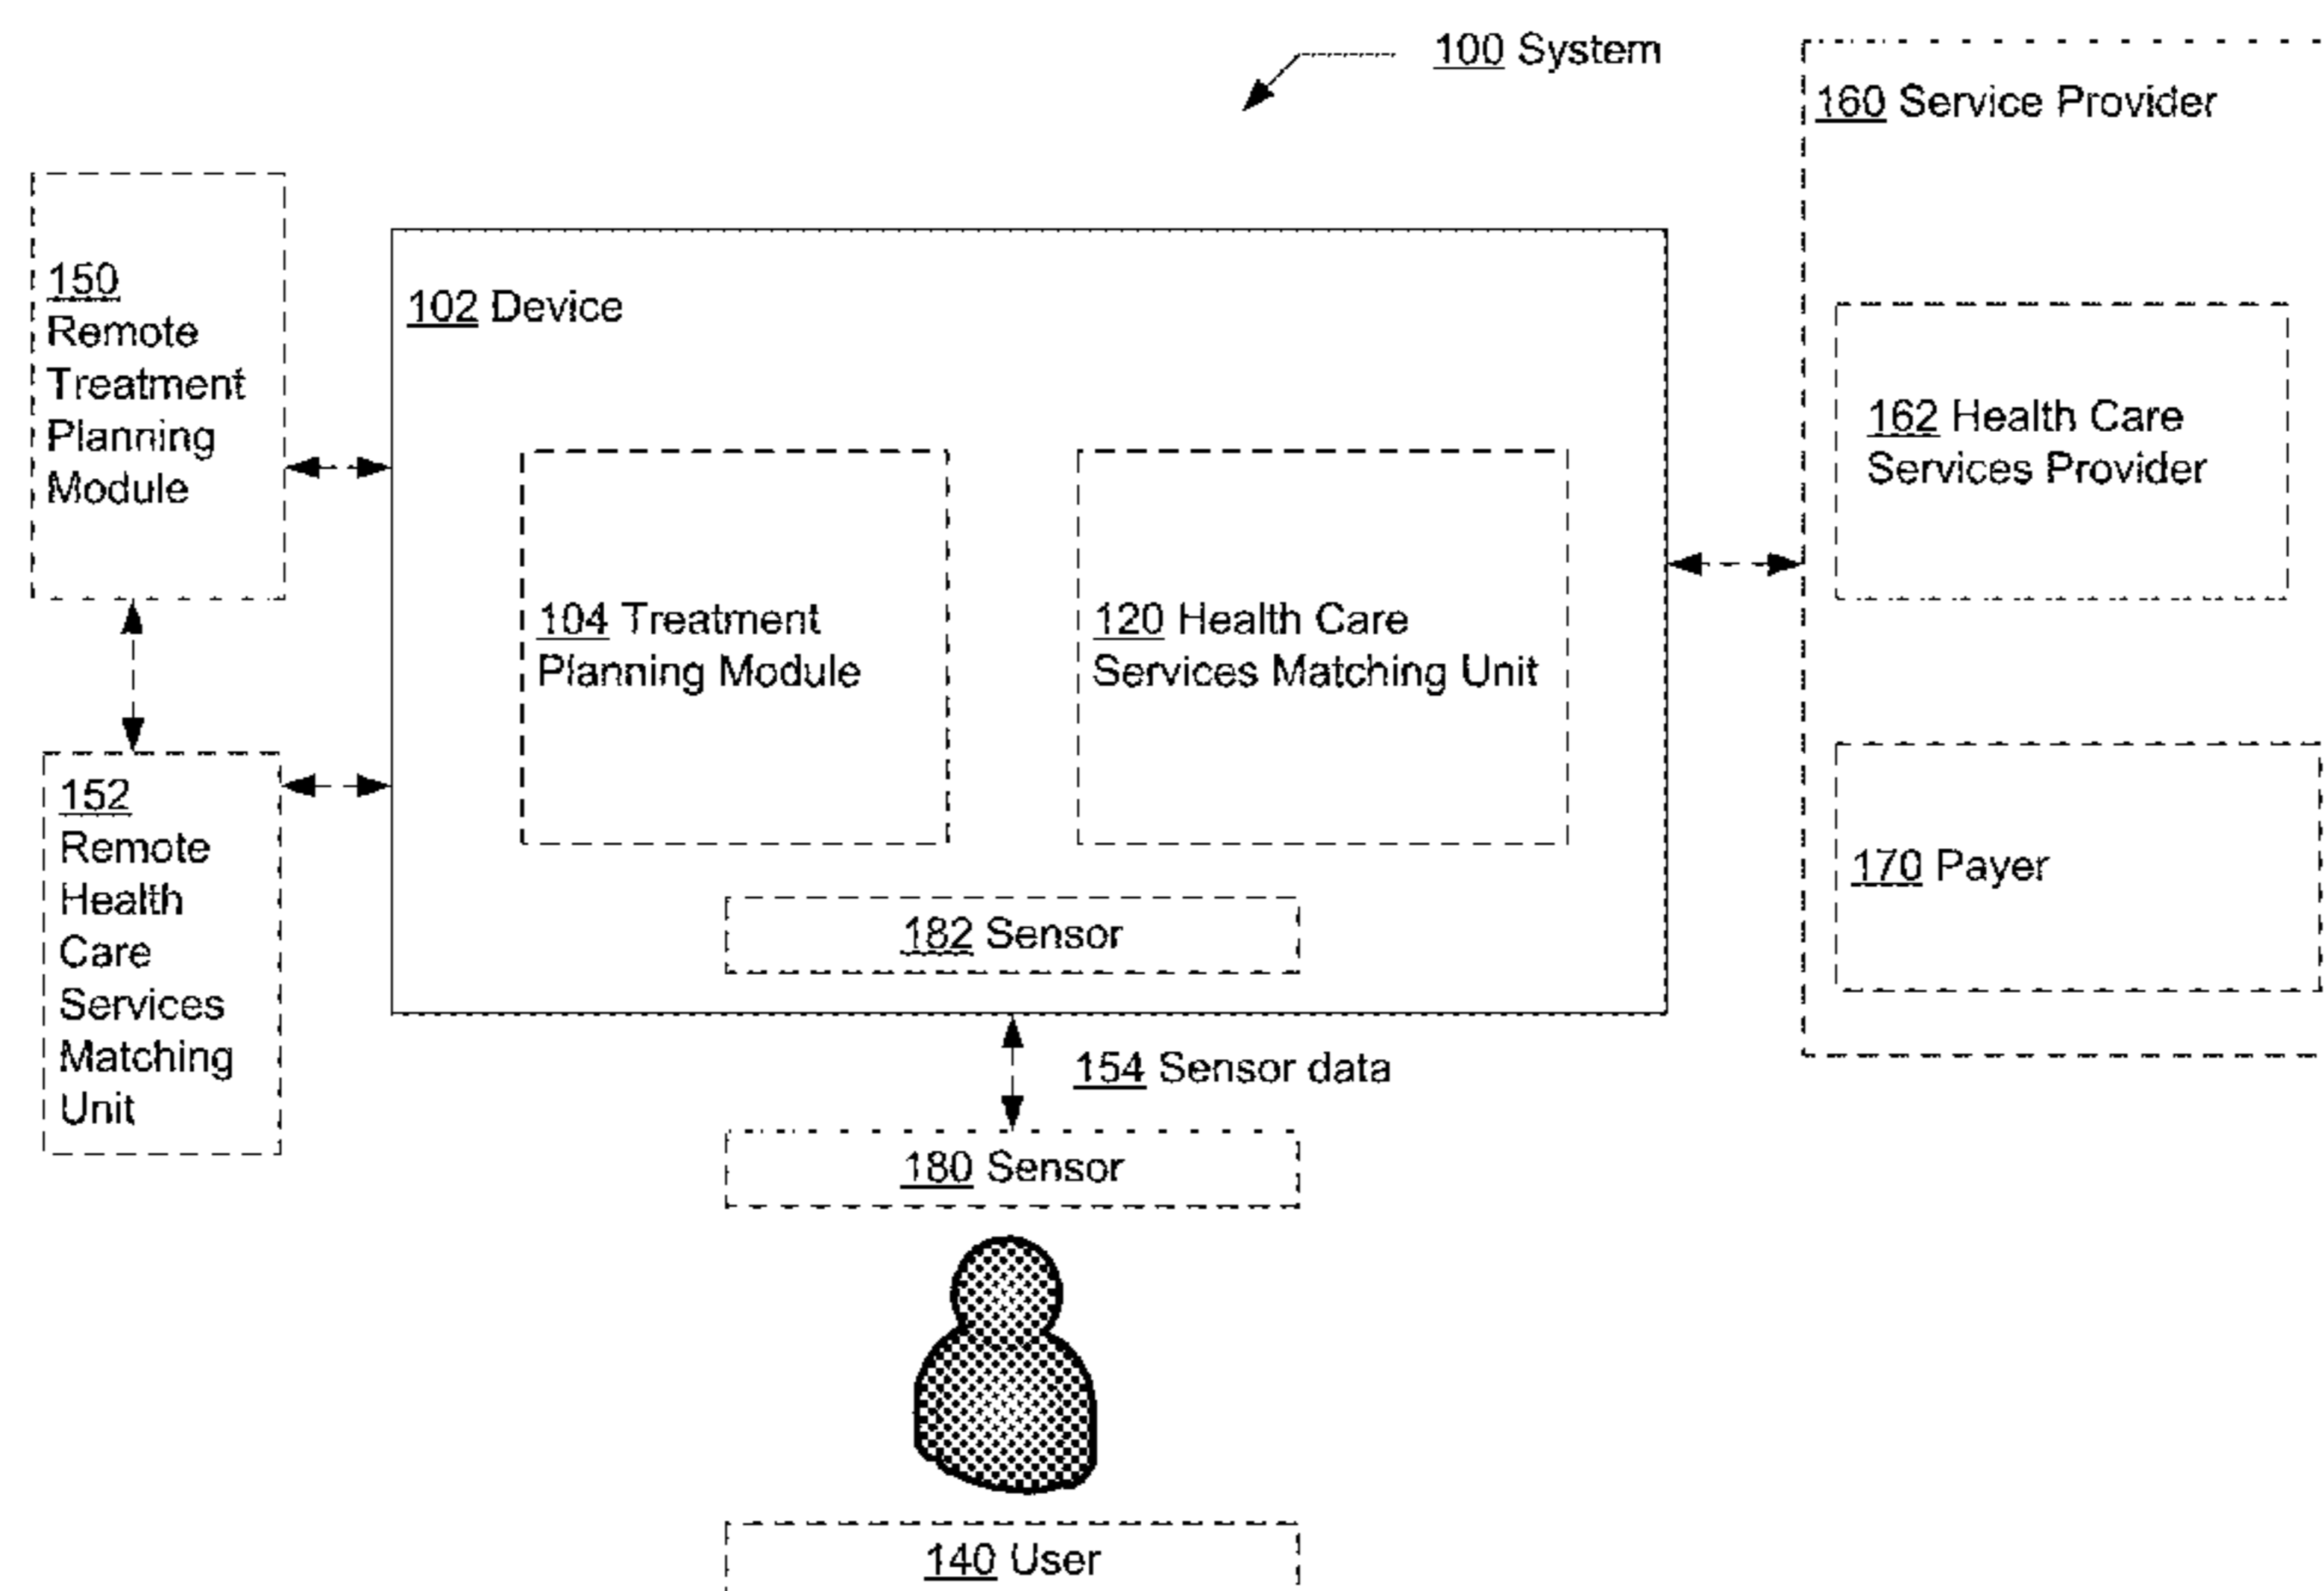 100 System
160 Service Provider
150
Remote
Treatment
Planning
Module
102 Device
162 Health Care
Services Provider
104 Treatment
Planning Module
120 Health Care
Services Matching Unit
152
Remote
Health
Care
Services
Matching
Unit
170 Payer
182 Sensor
154 Sensor data
180 Sensor
140 User